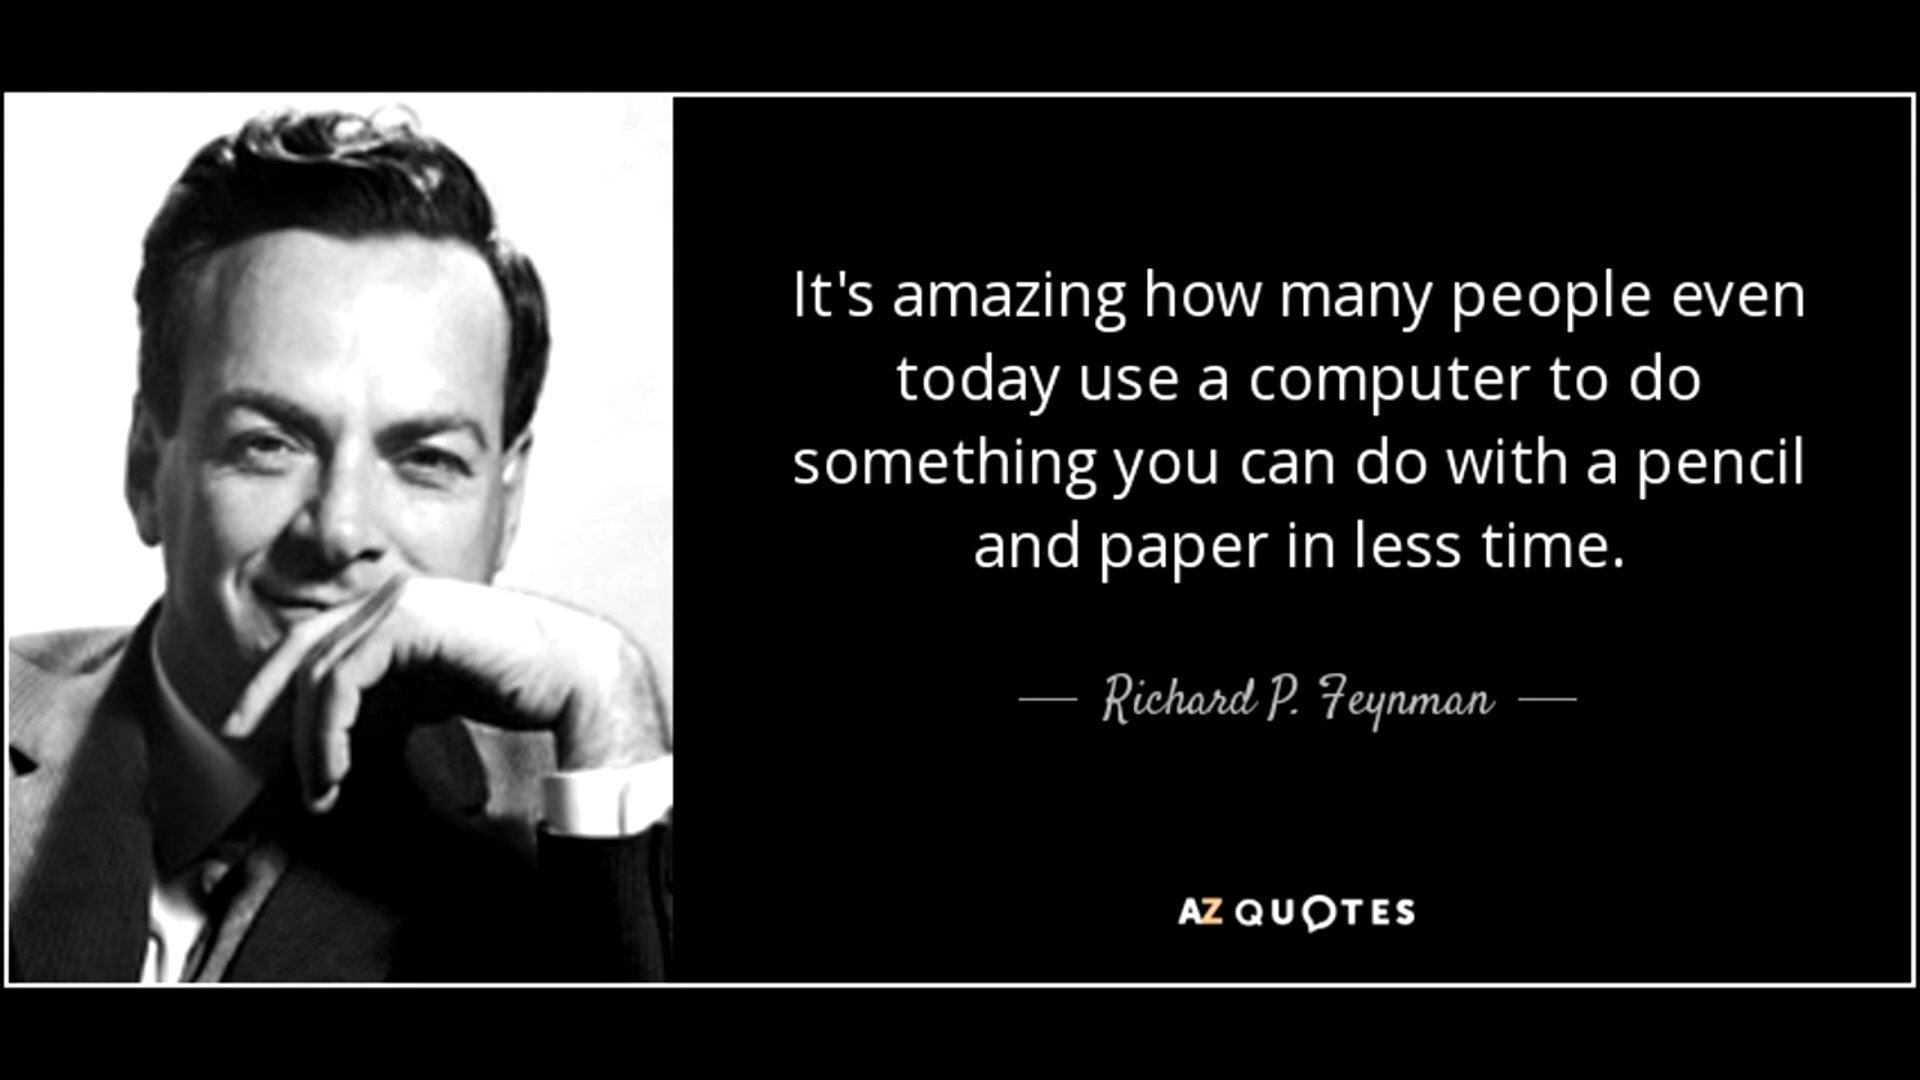 It's amazing how many people even
today use a computer to do
something you can do with a pencil
and paper in less time.
Richard P. Feynman
AZ QUOTES